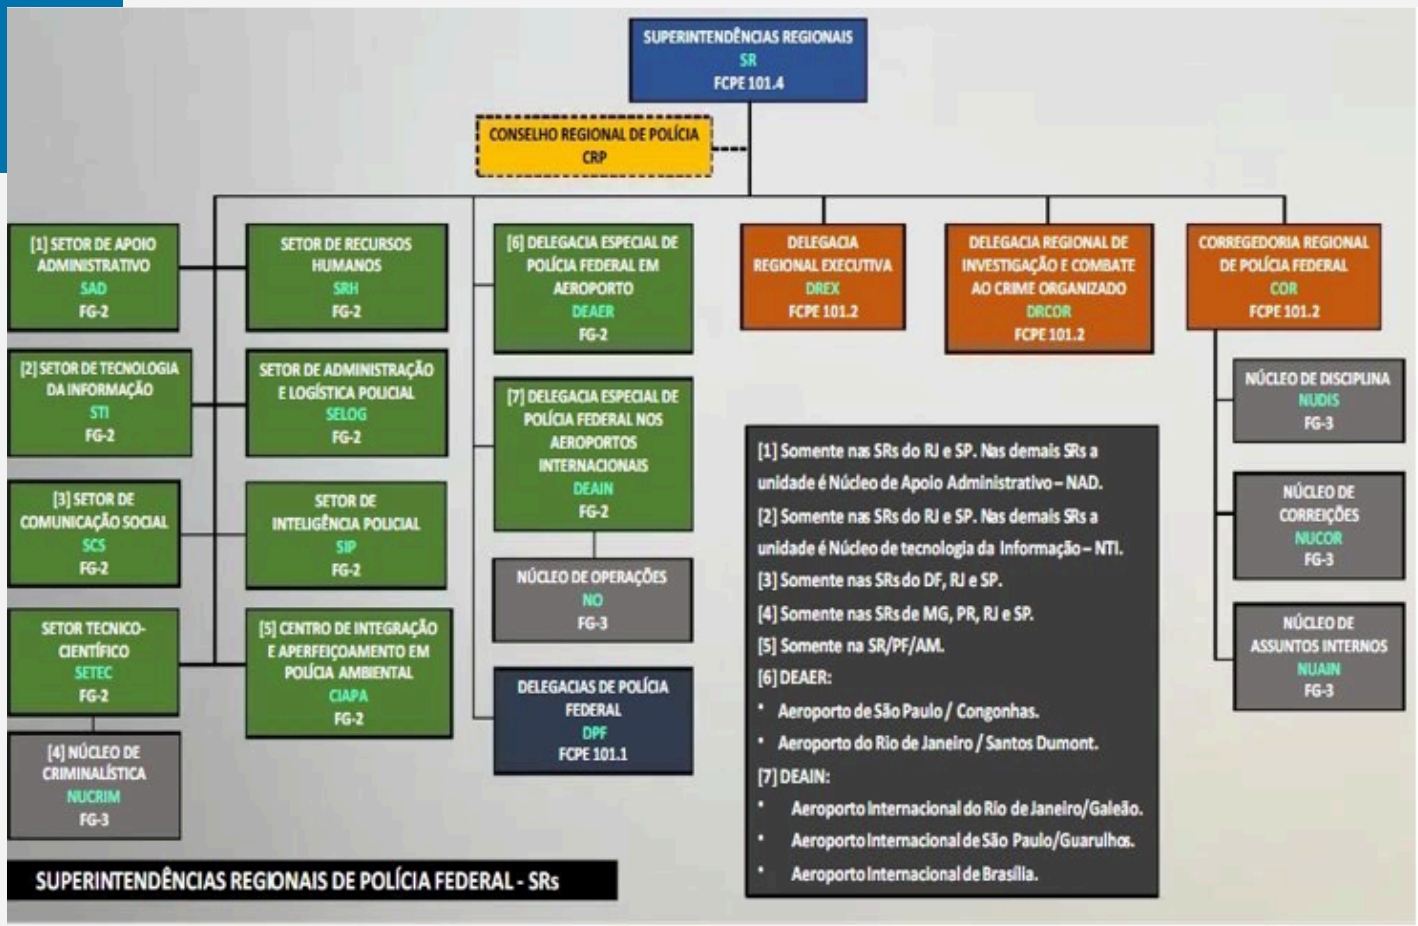 SUPERINTENDÊNCIAS REGIONAIS
SR
FCPE 101.4
CONSELHO REGIONAL DE POLÍCIA
CRP
[1] SETOR DE APOIO
ADMINISTRATIVO
SAD
FG-2
SETOR DE RECURSOS
HUMANOS
SRH
FG-2
[6] DELEGACIA ESPECIAL DE
POLÍCIA FEDERAL EM
AEROPORTO
DEAER
FG-2
DELEGACIA
REGIONAL EXECUTIVA
DREX
FCPE 101.2
DELEGACIA REGIONAL DE
INVESTIGAÇÃO E COMBATE
AO CRIME ORGANIZADO
DRCOR
FCPE 101.2
CORREGEDORIA REGIONAL
DE POLÍCIA FEDERAL
COR
FCPE 101.2
[2] SETOR DE TECNOLOGIA
DA INFORMAÇÃO
STI
FG-2
SETOR DE ADMINISTRAÇÃO
E LOGÍSTICA POLICIAL
SELOG
FG-2
[7] DELEGACIA ESPECIAL DE
POLÍCIA FEDERAL NOS
AEROPORTOS
INTERNACIONAIS
DEAIN
FG-2
NÚCLEO DE DISCIPLINA
NUDIS
FG-3
[3] SETOR DE
COMUNICAÇÃO SOCIAL
SCS
FG-2
SETOR DE
INTELIGÊNCIA POLICIAL
SIP
FG-2
NÚCLEO DE OPERAÇÕES
NO
FG-3
NÚCLEO DE
CORREIÇÕES
NUCOR
FG-3
SETOR TECNICO-
CIENTÍFICO
SETEC
FG-2
[5] CENTRO DE INTEGRAÇÃO
E APERFEIÇOAMENTO EM
POLÍCIA AMBIENTAL
CIAPA
FG-2
DELEGACIAS DE POLÍCIA
FEDERAL
DPF
FCPE 101.1
NÚCLEO DE
ASSUNTOS INTERNOS
NUAIN
FG-3
[4] NÚCLEO DE
CRIMINALÍSTICA
NUCRIM
FG-3
[1] Somente nas SRs do RJ e SP. Nas demais SRs a
unidade é Núcleo de Apoio Administrativo – NAD.
[2] Somente nas SRs do RJ e SP. Nas demais SRs a
unidade é Núcleo de tecnologia da Informação – NTI.
[3] Somente nas SRs do DF, RJ e SP.
[4] Somente nas SRs de MG, PR, RJ e SP.
[5] Somente na SR/PF/AM.
[6] DEAER:
• Aeroporto de São Paulo / Congonhas.
• Aeroporto do Rio de Janeiro / Santos Dumont.
[7] DEAIN:
• Aeroporto Internacional do Rio de Janeiro/Galeão.
• Aeroporto Internacional de São Paulo/Guarulhos.
• Aeroporto Internacional de Brasília.
SUPERINTENDÊNCIAS REGIONAIS DE POLÍCIA FEDERAL - SRs